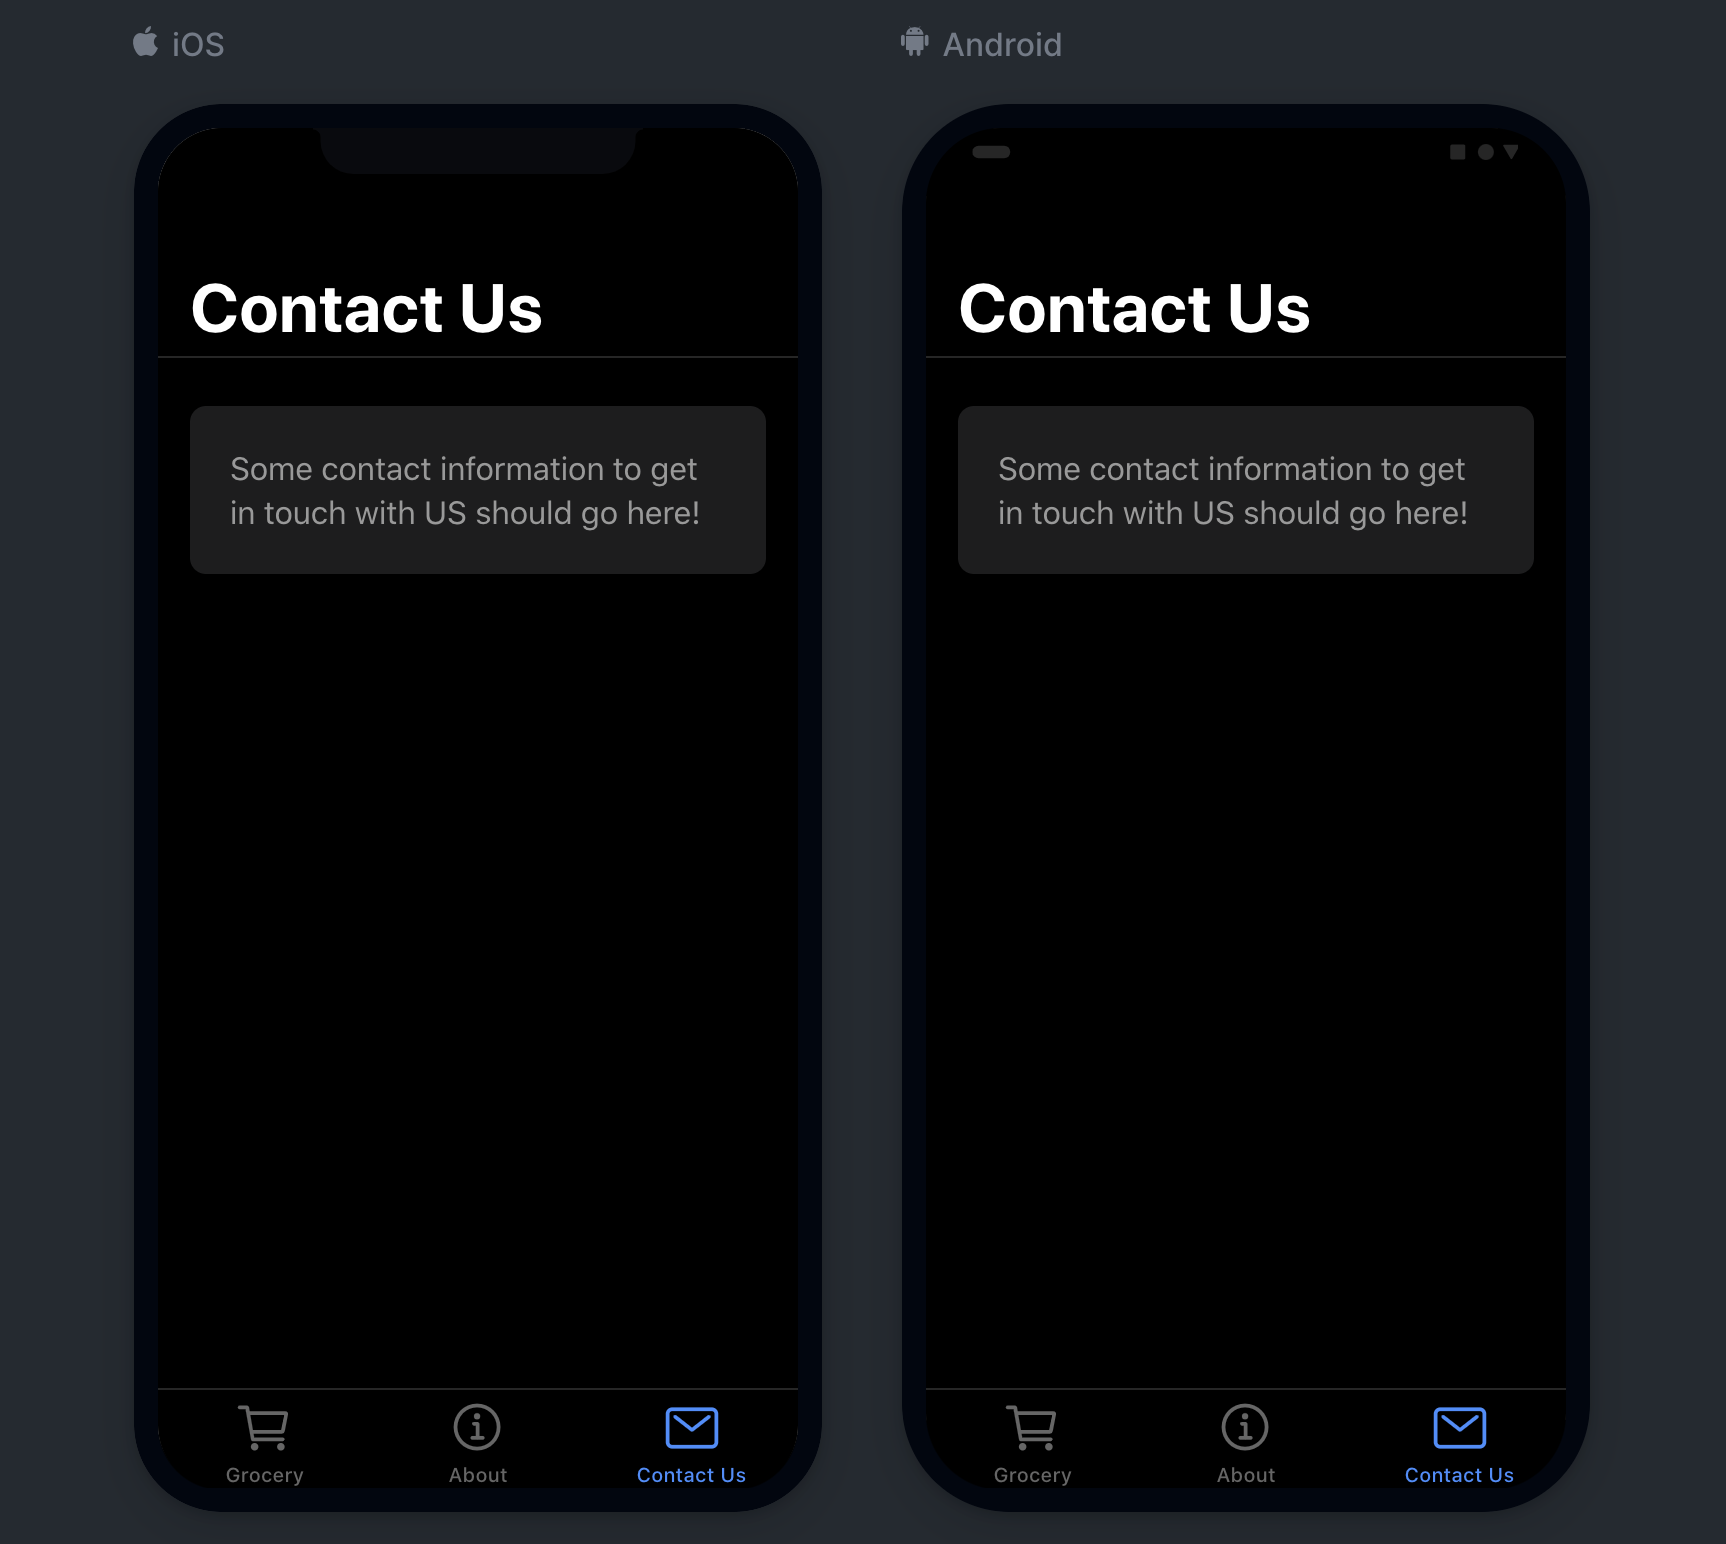 iOS
Contact Us
Some contact information to get
in touch with US should go here!
Grocery
About
Contact Us
Android
Contact Us
Some contact information to get
in touch with US should go here!
Grocery
About
Contact Us